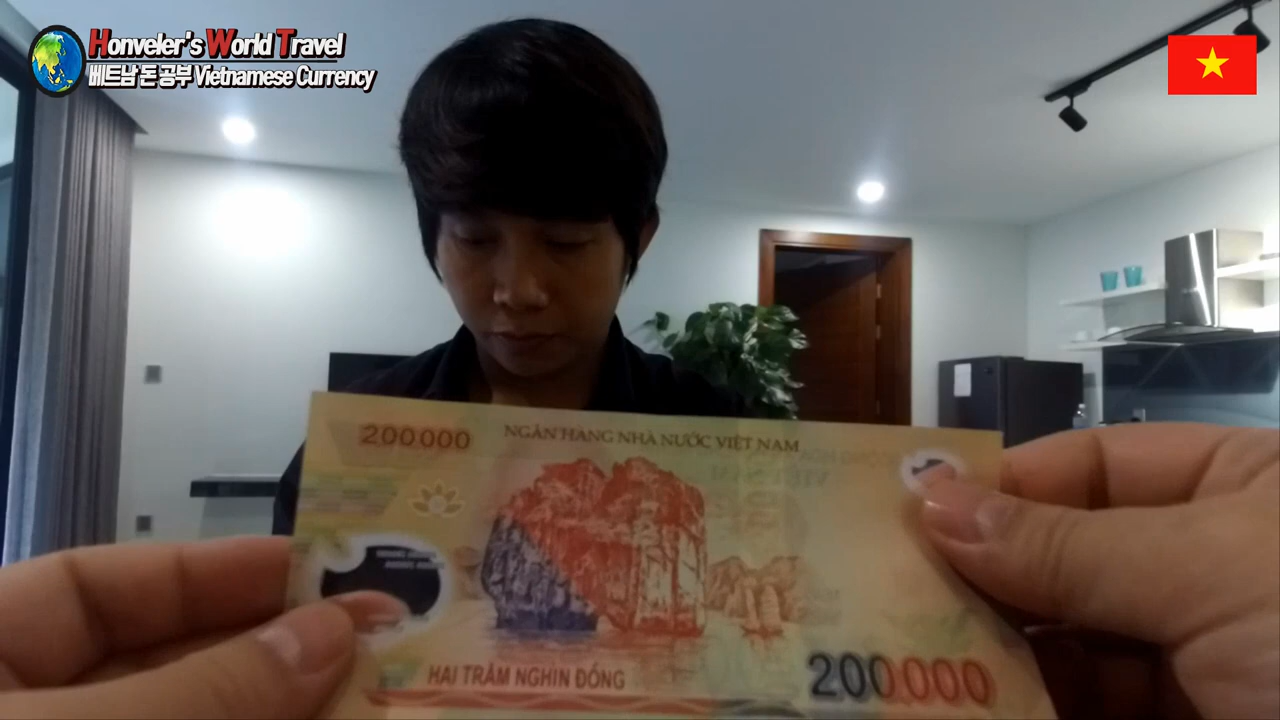 Honveler's World Travel
베트남 돈 공부 Vietnamese Currency
200000
NGÂN HÀNG NHÀ NƯỚC VIỆT NAM
HAI TRĂM NGHÌN ĐỒNG
200.000